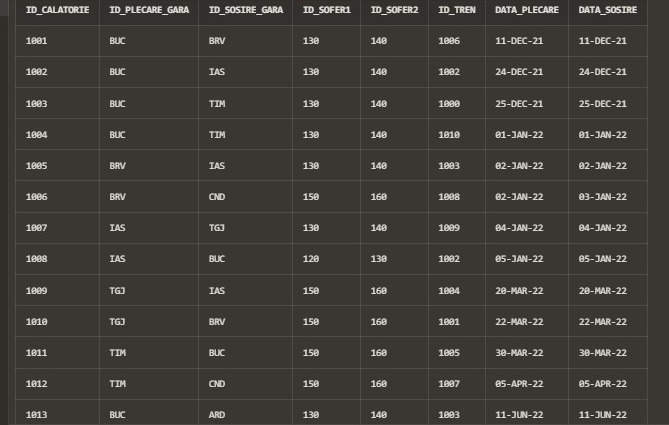 ID_CALATORIE ID_PLECARE_GARA ID_SOSIRE_GARA ID_SOFER1 ID_SOFER2 ID_TREN DATA_PLECARE DATA_SOSIRE
1001 BUC BRV 130 140 1006 11-DEC-21 11-DEC-21
1002 BUC IAS 130 140 1002 24-DEC-21 24-DEC-21
1003 BUC TIM 130 140 1000 25-DEC-21 25-DEC-21
1004 BUC TIM 130 140 1010 01-JAN-22 01-JAN-22
1005 BRV IAS 130 140 1003 02-JAN-22 02-JAN-22
1006 BRV CND 150 160 1008 02-JAN-22 03-JAN-22
1007 IAS TGJ 130 140 1009 04-JAN-22 04-JAN-22
1008 IAS BUC 120 130 1002 05-JAN-22 05-JAN-22
1009 TGJ IAS 150 160 1004 20-MAR-22 20-MAR-22
1010 TGJ BRV 150 160 1001 22-MAR-22 22-MAR-22
1011 TIM BUC 150 160 1005 30-MAR-22 30-MAR-22
1012 TIM CND 150 160 1007 05-APR-22 05-APR-22
1013 BUC ARD 130 140 1003 11-JUN-22 11-JUN-22